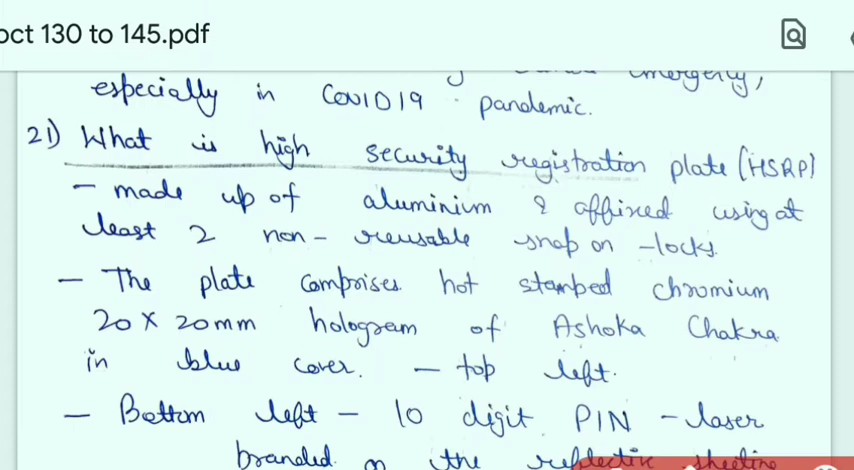 oct 130 to 145.pdf
emergency,
especially in COVID19 pandemic.
21) What is high security registration plate (HSRP)
- made up of aluminium & affixed using at
least 2 non-reusable snap on -locks.
- The plate comprises hot stamped chromium
20 x 20mm hologram of Ashoka Chakra
in blue cover. - top left.
- Bottom left - 10 digit PIN - laser
branded on the reflective sheeting